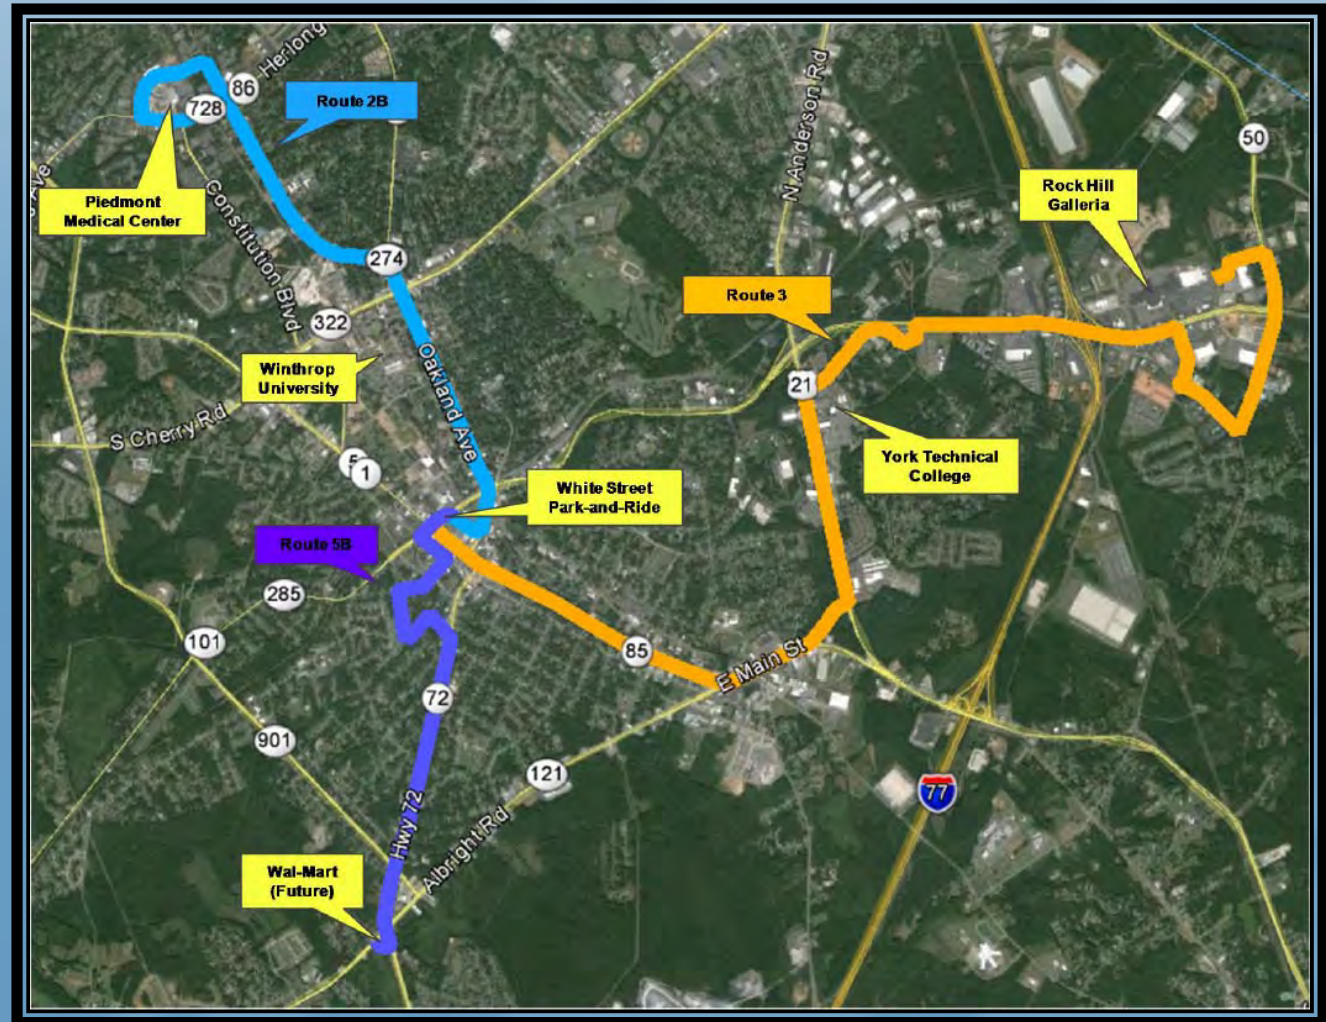 Herlong
86
Route 2B
728
N Anderson Rd
50
Ave
Piedmont
Medical Center
Rock Hill
Galleria
Constitution Blvd
274
Route 3
322
Winthrop
University
Oakland Ave
21
S Cherry Rd
York Technical
College
5
1
White Street
Park-and-Ride
Route 5B
285
101
85
E Main St
72
901
121
77
Hwy 72
Albright Rd
Wal-Mart
(Future)